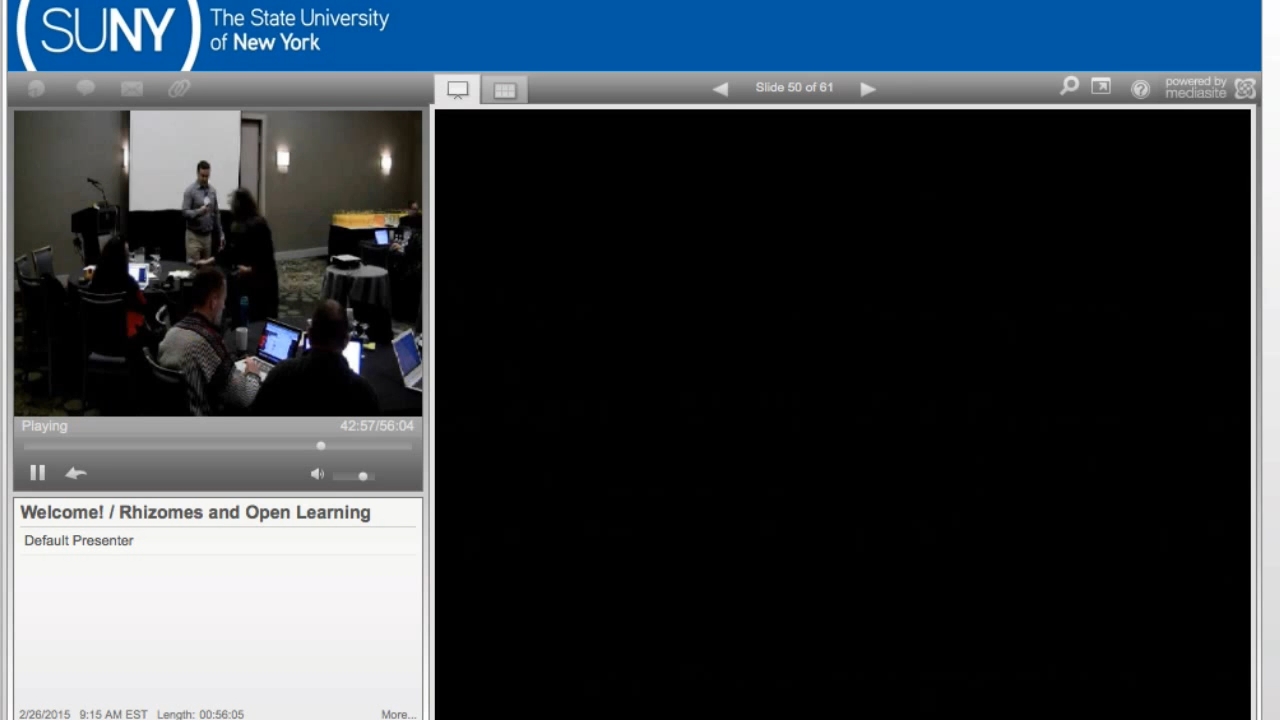 SUNY The State University
of New York
Slide 50 of 61
powered by
mediasite
Playing 42:57/56:04
Welcome! / Rhizomes and Open Learning
Default Presenter
2/26/2015 9:15 AM EST Length: 00:56:05 More...